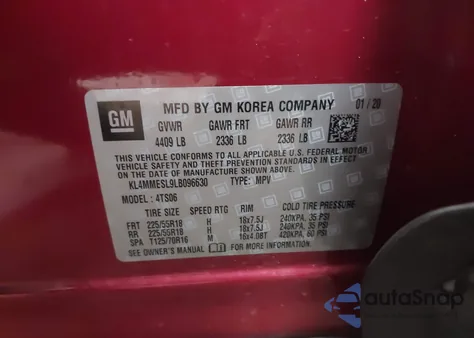 GM
MFD BY GM KOREA COMPANY 01 / 20
GVWR GAWR FRT GAWR RR
4409 LB 2336 LB 2336 LB
THIS VEHICLE CONFORMS TO ALL APPLICABLE U.S. FEDERAL MOTOR
VEHICLE SAFETY AND THEFT PREVENTION STANDARDS IN EFFECT
ON THE DATE OF MANUFACTURE SHOWN ABOVE.
KL4MMESL9LB096630 TYPE: MPV
MODEL : 4TS06
TIRE SIZE SPEED RTG RIM COLD TIRE PRESSURE
FRT 225/55R18 H 18x7.5J 240KPA, 35 PSI
RR 225/55R18 H 18x7.5J 240KPA, 35 PSI
SPA T125/70R16 M 16x4.00T 420KPA, 60 PSI
SEE OWNER'S MANUAL FOR MORE INFORMATION.
autaSnap